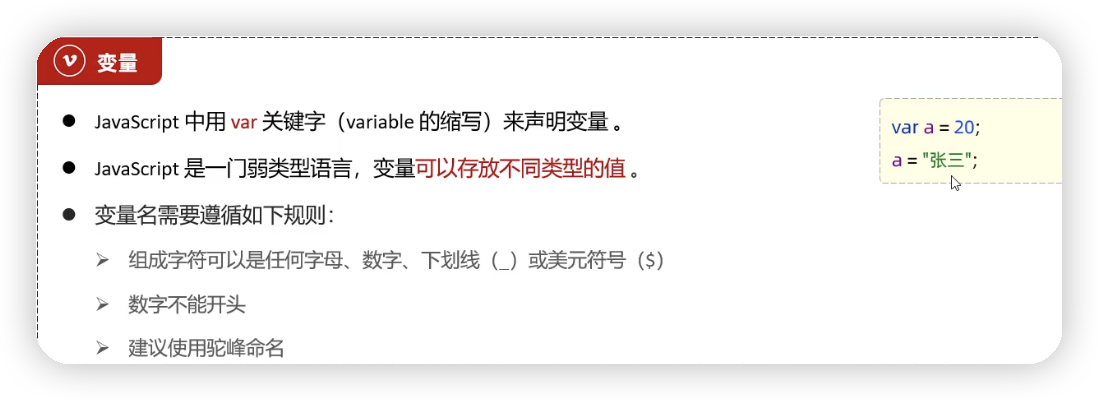 变量
JavaScript 中用 var 关键字（variable 的缩写）来声明变量 。
JavaScript 是一门弱类型语言，变量可以存放不同类型的值 。
变量名需要遵循如下规则：
组成字符可以是任何字母、数字、下划线（_）或美元符号（$）
数字不能开头
建议使用驼峰命名
var a = 20;
a = "张三";